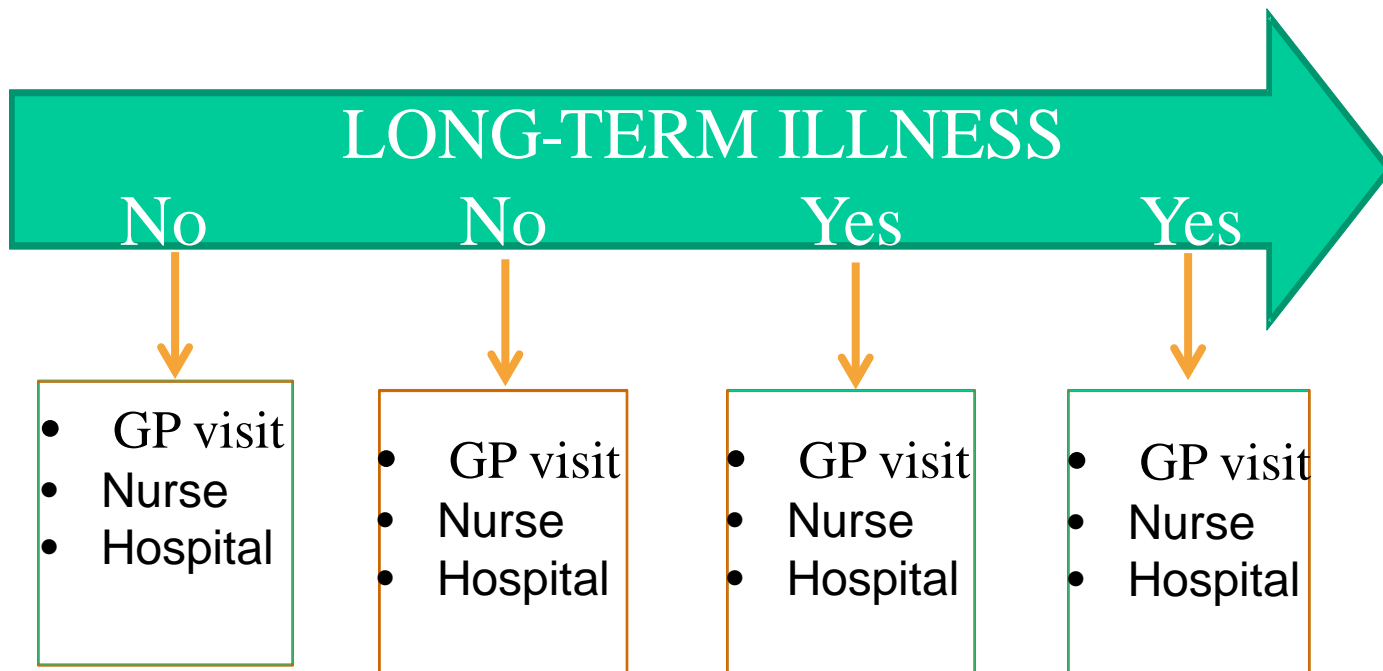 LONG-TERM ILLNESS
No No Yes Yes
• GP visit
• Nurse
• Hospital
• GP visit
• Nurse
• Hospital
• GP visit
• Nurse
• Hospital
• GP visit
• Nurse
• Hospital